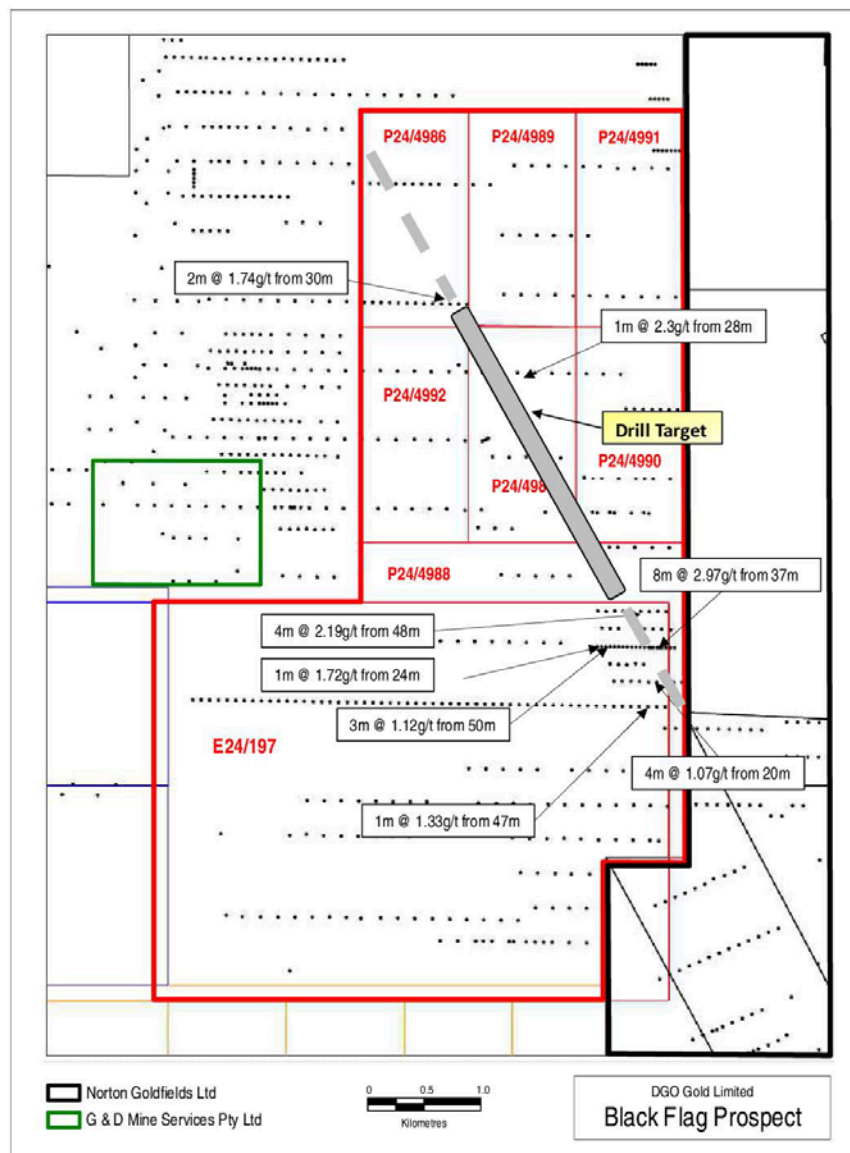 P24/4986
P24/4989
P24/4991
2m @ 1.74g/t from 30m
1m @ 2.3g/t from 28m
P24/4992
Drill Target
P24/4990
P24/498
P24/4988
8m @ 2.97g/t from 37m
4m @ 2.19g/t from 48m
1m @ 1.72g/t from 24m
3m @ 1.12g/t from 50m
E24/197
4m @ 1.07g/t from 20m
1m @ 1.33g/t from 47m
Norton Goldfields Ltd
G & D Mine Services Pty Ltd
0 0.5 1.0
Kilometres
DGO Gold Limited
Black Flag Prospect